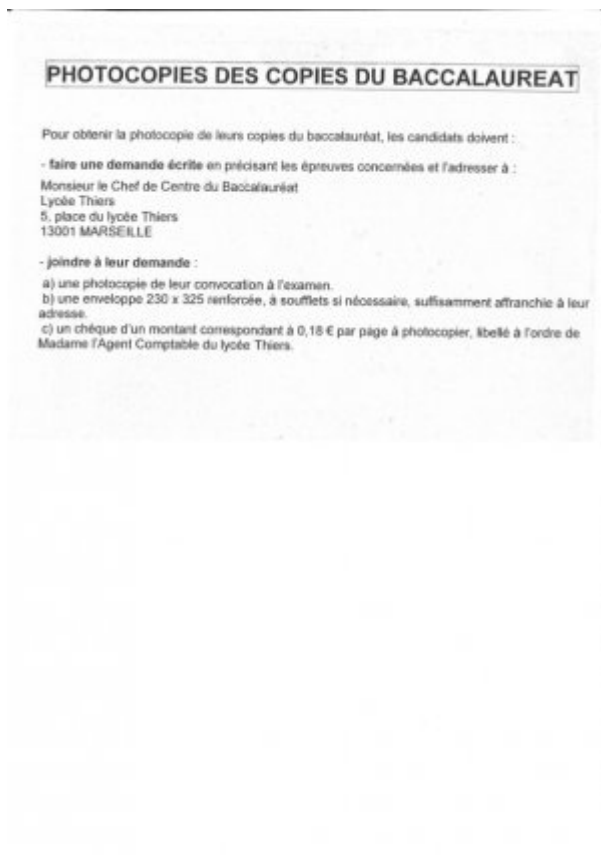 PHOTOCOPIES DES COPIES DU BACCALAUREAT
Pour obtenir la photocopie de leurs copies du baccalauréat, les candidats doivent :
- faire une demande écrite en précisant les épreuves concernées et l'adresser à :
Monsieur le Chef de Centre du Baccalauréat
Lycée Thiers
5, place du lycée Thiers
13001 MARSEILLE
- joindre à leur demande :
a) une photocopie de leur convocation à l'examen.
b) une enveloppe 230 x 325 renforcée, à soufflets si nécessaire, suffisamment affranchie à leur
adresse.
c) un chèque d'un montant correspondant à 0,18 € par page à photocopier, libellé à l'ordre de
Madame l'Agent Comptable du lycée Thiers.